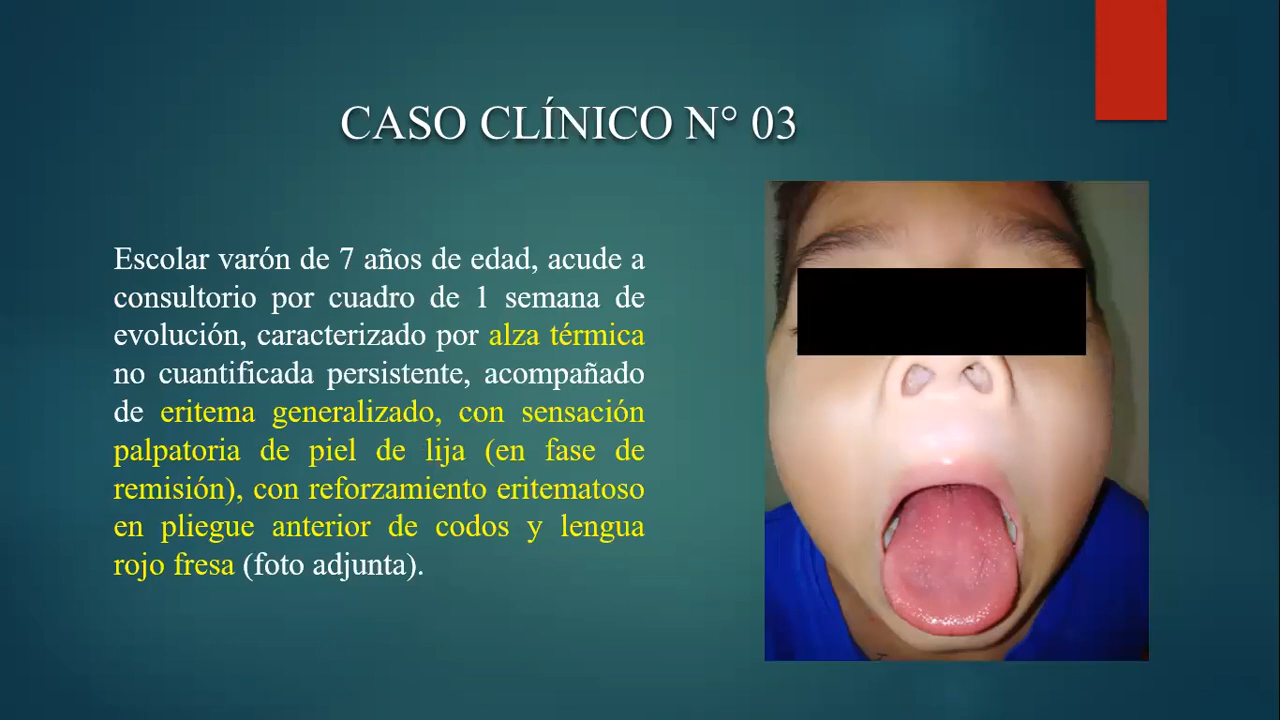 CASO CLÍNICO N° 03
Escolar varón de 7 años de edad, acude a
consultorio por cuadro de 1 semana de
evolución, caracterizado por alza térmica
no cuantificada persistente, acompañado
de eritema generalizado, con sensación
palpatoria de piel de lija (en fase de
remisión), con reforzamiento eritematoso
en pliegue anterior de codos y lengua
rojo fresa (foto adjunta).